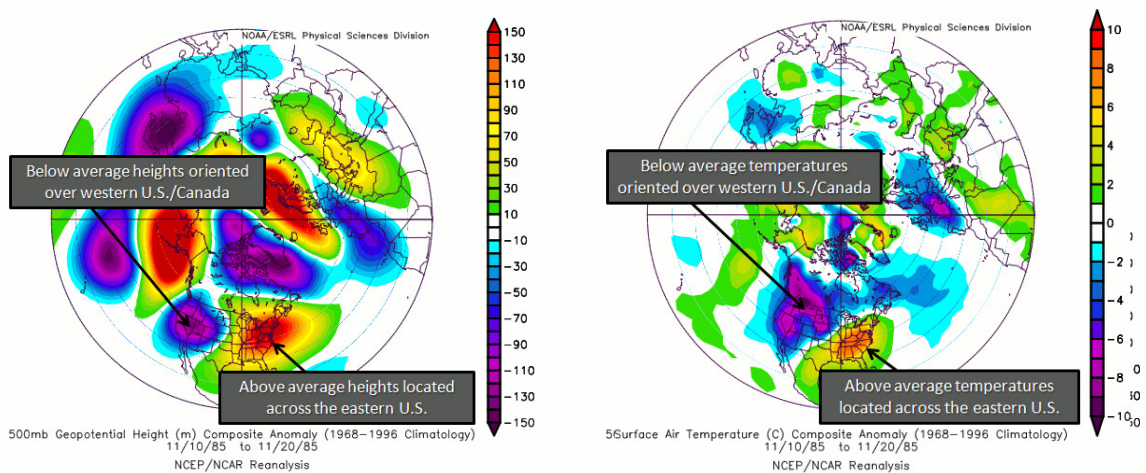 NOAA/ESRL Physical Sciences Division
150
130
110
90
70
50
30
10
-10
-30
-50
-70
-90
-110
-130
-150
Below average heights oriented
over western U.S./Canada
Above average heights located
across the eastern U.S.
500mb Geopotential Height (m) Composite Anomaly (1968-1996 Climatology)
11/10/85 to 11/20/85
NCEP/NCAR Reanalysis
NOAA/ESRL Physical Sciences Division
10
8
6
4
2
1
0
-1
-2
-4
-6
-8
-10
Below average temperatures
oriented over western U.S./Canada
Above average temperatures
located across the eastern U.S.
Surface Air Temperature (C) Composite Anomaly (1968-1996 Climatology)
11/10/85 to 11/20/85
NCEP/NCAR Reanalysis